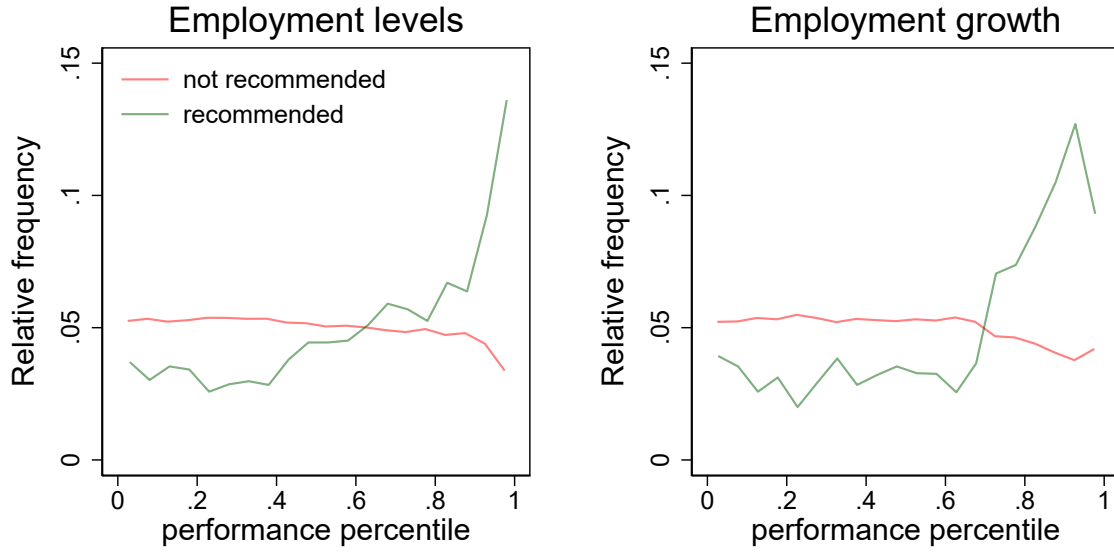 Employment levels
.15
.1
.05
0
Relative frequency
not recommended
recommended
0 .2 .4 .6 .8 1
performance percentile
Employment growth
.15
.1
.05
0
Relative frequency
0 .2 .4 .6 .8 1
performance percentile